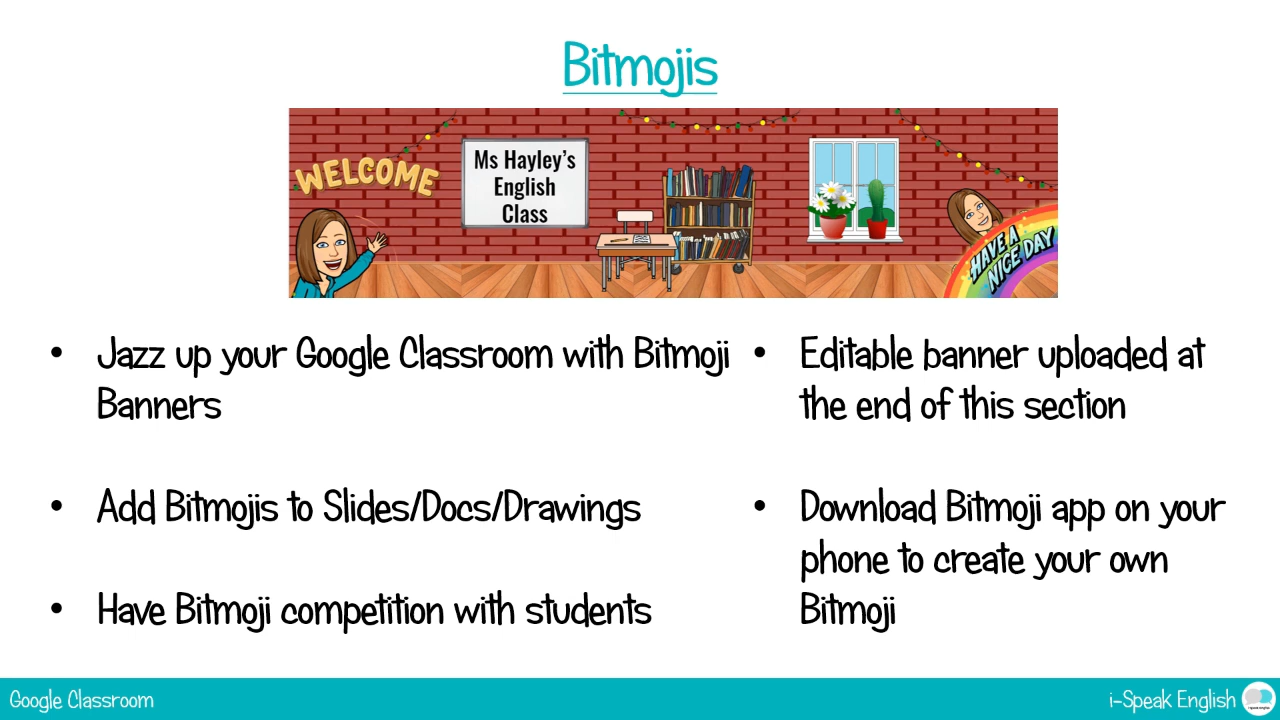 Bitmojis
WELCOME
Ms Hayley's
English
Class
HAVE A
NICE DAY
• Jazz up your Google Classroom with Bitmoji
Banners
• Add Bitmojis to Slides/Docs/Drawings
• Have Bitmoji competition with students
• Editable banner uploaded at
the end of this section
• Download Bitmoji app on your
phone to create your own
Bitmoji
Google Classroom
i-Speak English